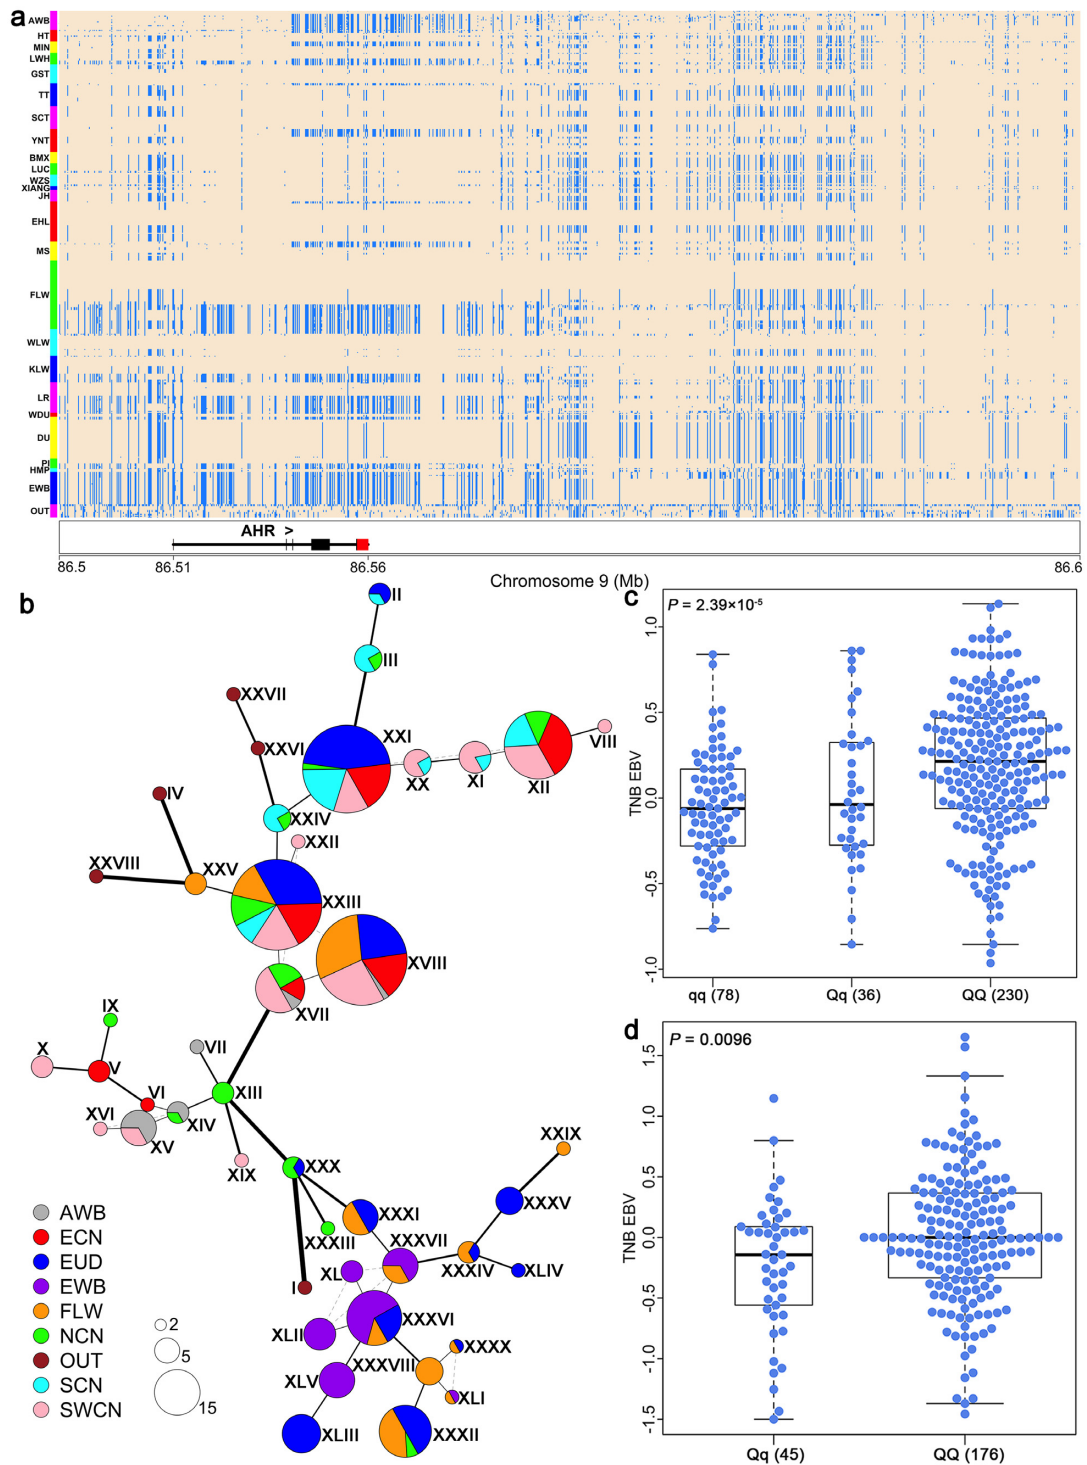 a
AWB
HT
MIN
LWH
GST
TT
SCT
YNT
BMX
LUC
WZS
XIANG
JH
EHL
MS
FLW
WLW
KLW
LR
WDU
DU
PI
HMP
EWB
OUT
AHR >
86.5 86.51 86.56 86.6
Chromosome 9 (Mb)
b
II
III
XXVII
XXI
VIII
XXVI
XX
XI
XII
IV
XXIV
XXII
XXVIII
XXV
XXIII
XVIII
XVII
IX
VII
X
V
VI
XIII
XVI
XIV
XV
XIX
XXIX
XXX
XXXV
XXXI
XXXIII
XXXVII
XL
XXXIV
XLIV
I
XXXVI
XLII
XXXX
XXXVIII
XLV
XLI
XLIII
XXXII
AWB
ECN
EUD
EWB
FLW
NCN
OUT
SCN
SWCN
2
5
15
c
P = 2.39×10-5
TNB EBV
1.0
0.5
0.0
-0.5
-1.0
qq (78) Qq (36) QQ (230)
d
P = 0.0096
TNB EBV
1.5
1.0
0.5
0.0
-0.5
-1.0
-1.5
Qq (45) QQ (176)